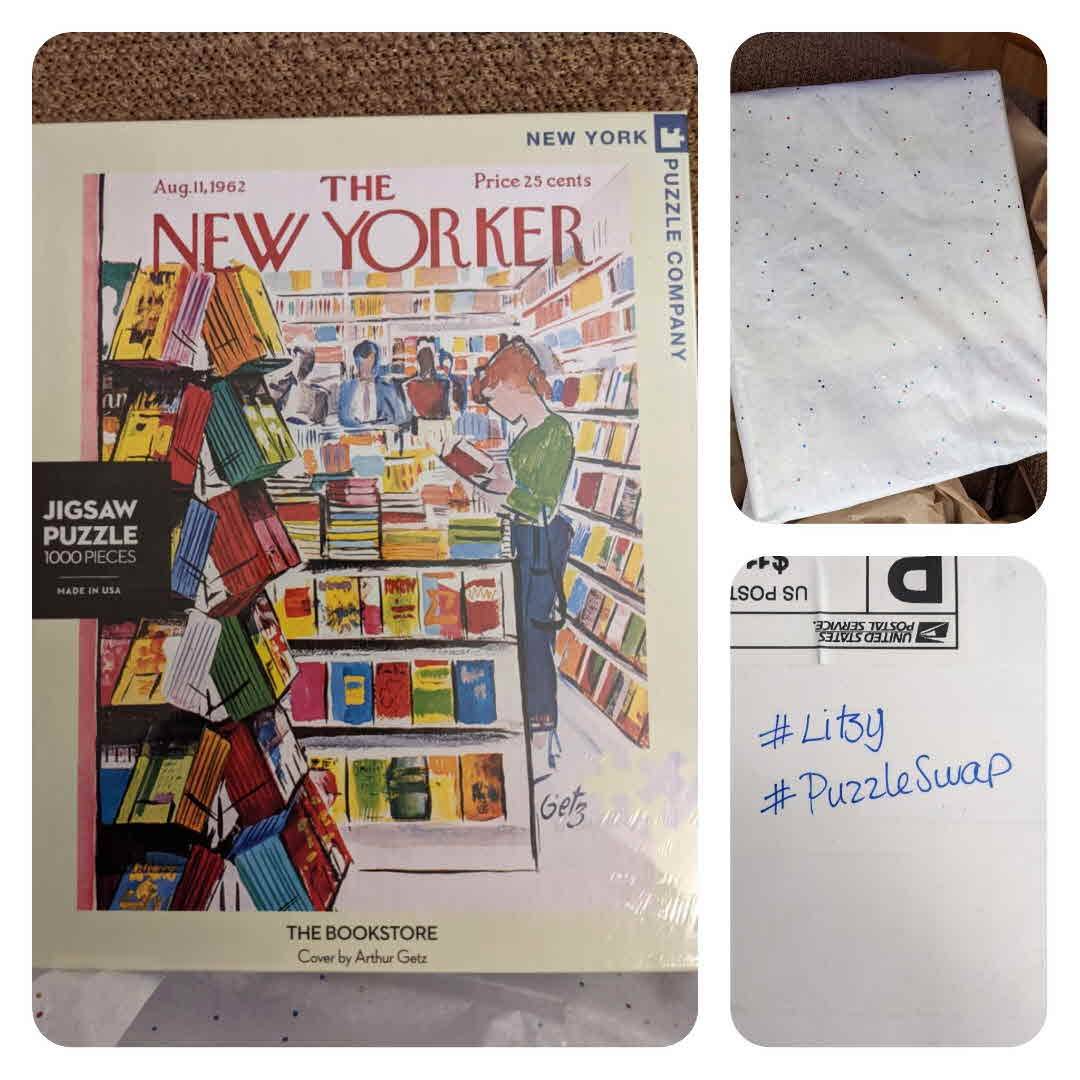 NEW YORK
PUZZLE COMPANY
Aug.11,1962
THE
Price 25 cents
NEW YORKER
JIGSAW
PUZZLE
1000 PIECES
MADE IN USA
Getz
THE BOOKSTORE
Cover by Arthur Getz
US POST
P
UNITED STATES
POSTAL SERVICE.
#Litsy
#PuzzleSwap